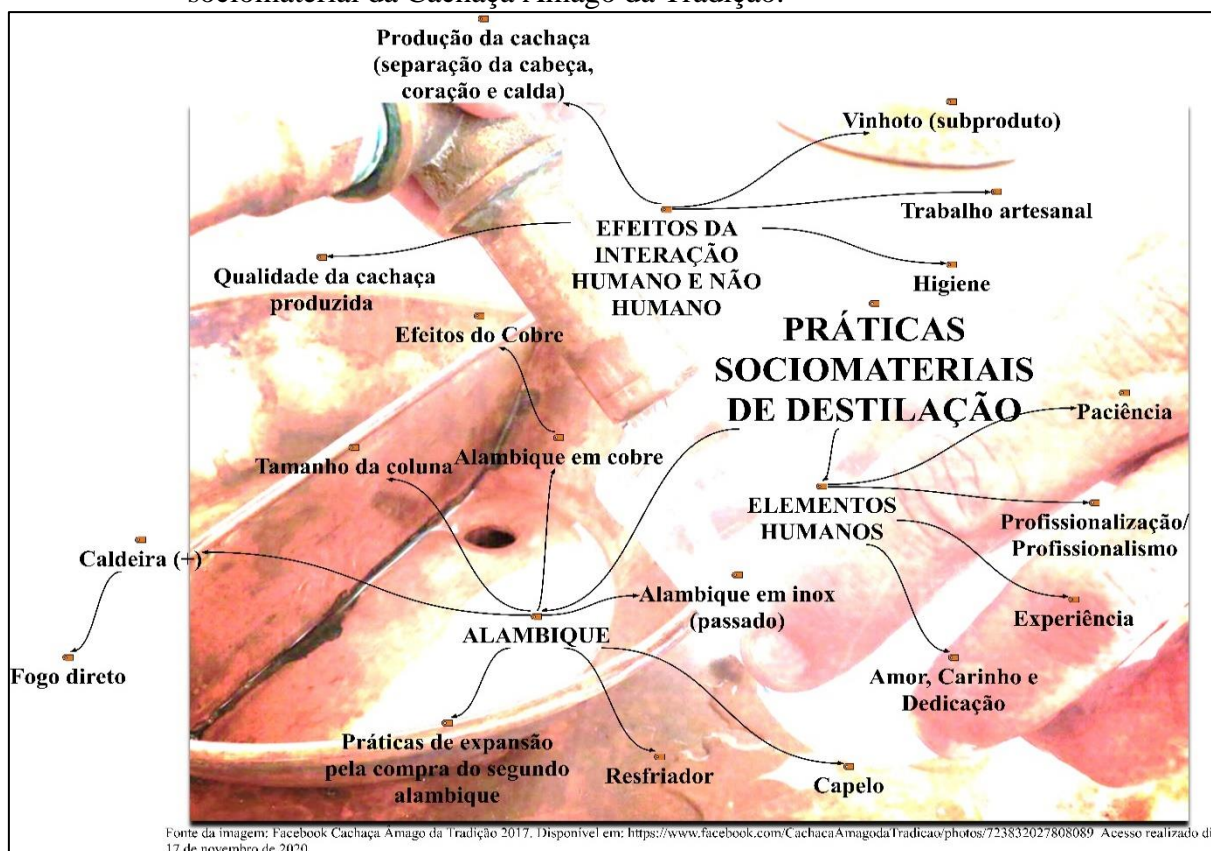 sociomaterial da Cachaça Âmago da Tradição.
Produção da cachaça
(separação da cabeça,
coração e calda)
Vinhoto (subproduto)
Trabalho artesanal
EFEITOS DA
INTERAÇÃO
HUMANO E NÃO
HUMANO
Higiene
Qualidade da cachaça
produzida
Efeitos do Cobre
PRÁTICAS
SOCIOMATERIAIS
DE DESTILAÇÃO
Paciência
Tamanho da coluna
Alambique em cobre
ELEMENTOS
HUMANOS
Profissionalização/
Profissionalismo
Caldeira (+)
Alambique em inox
(passado)
Experiência
ALAMBIQUE
Fogo direto
Amor, Carinho e
Dedicação
Práticas de expansão
pela compra do segundo
alambique
Resfriador
Capelo
Fonte da imagem: Facebook Cachaça Âmago da Tradição 2017. Disponível em: https://www.facebook.com/CachacaAmagodaTradicao/photos/723832027808089 Acesso realizado di
17 de novembro de 2020